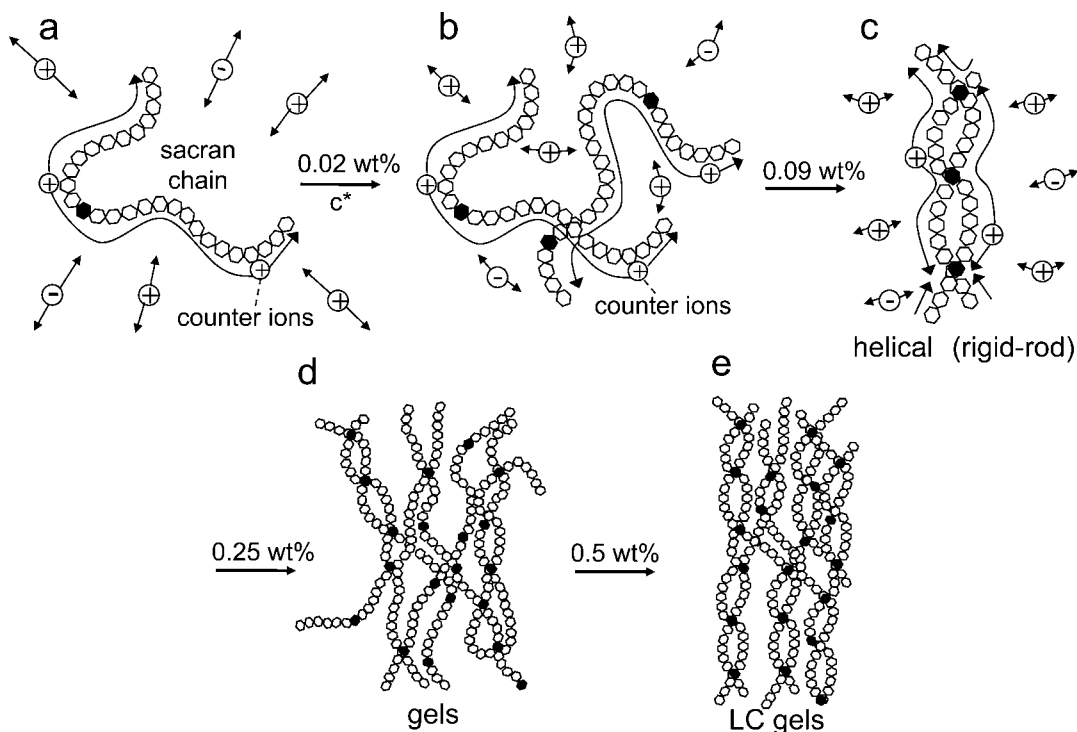 a
b
c
sacran
chain
0.02 wt%
c*
0.09 wt%
counter ions
counter ions
helical (rigid-rod)
d
e
0.25 wt%
0.5 wt%
gels
LC gels